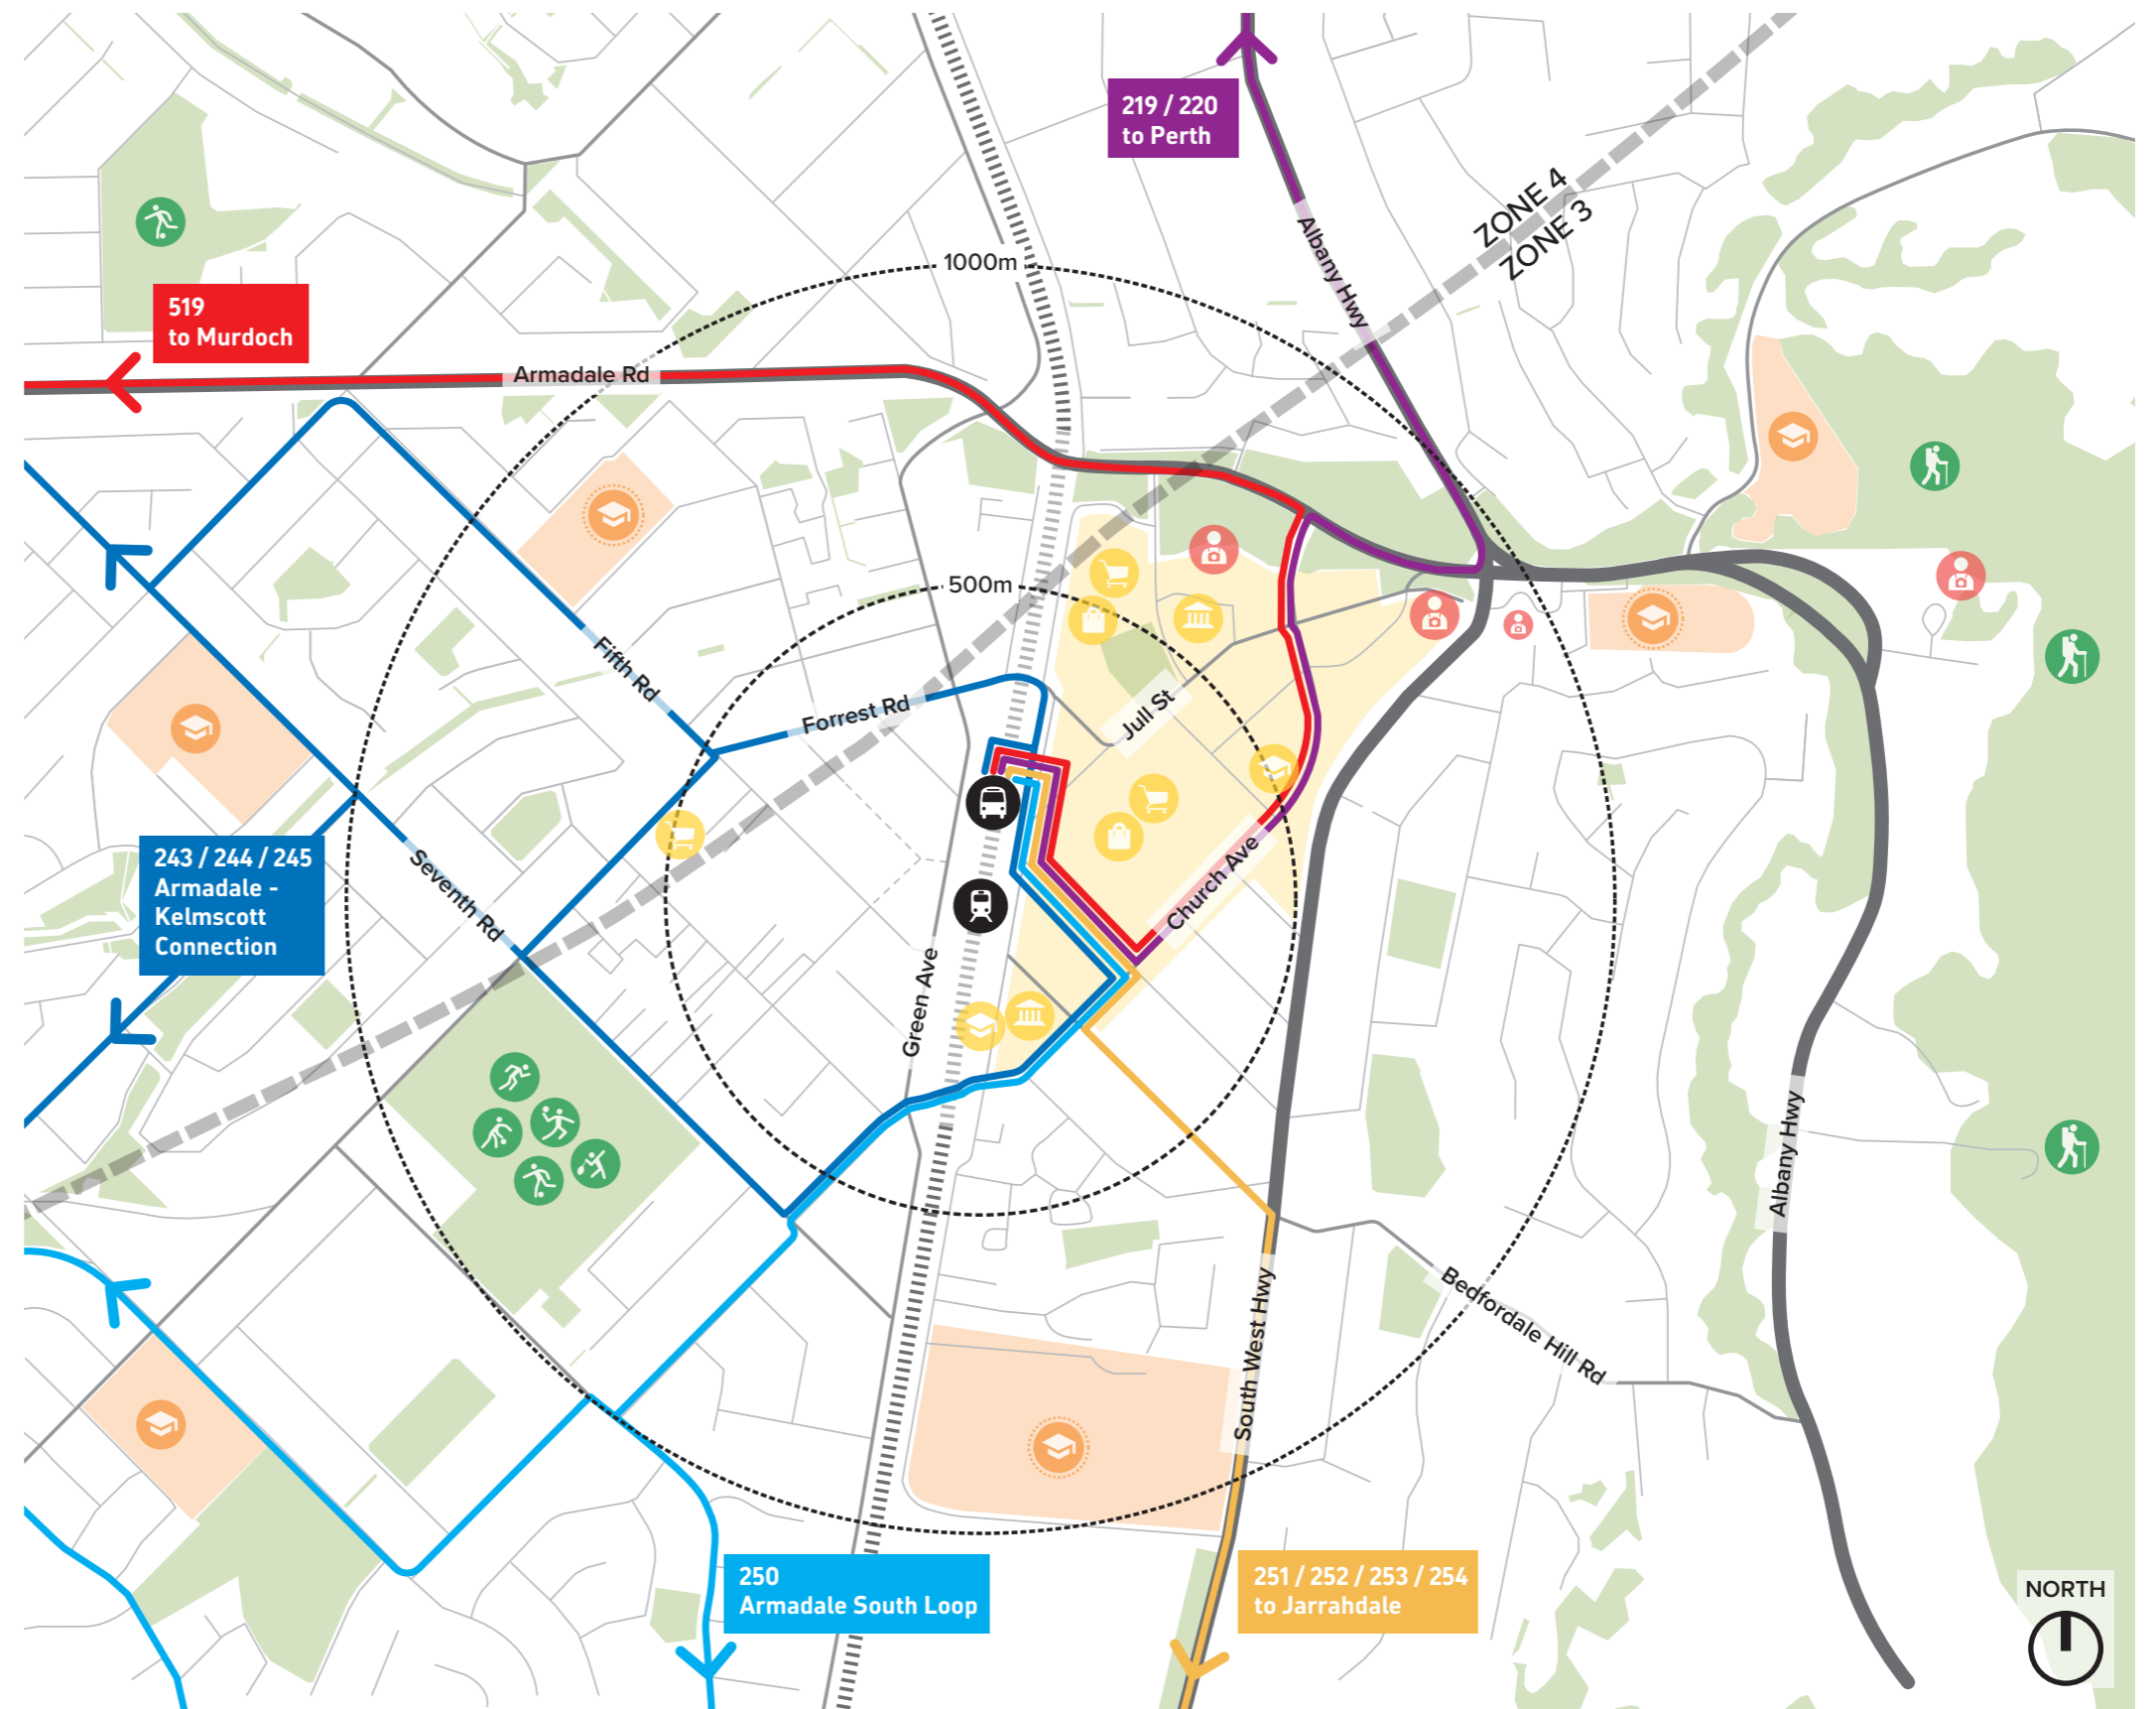 219 / 220
to Perth
ZONE 4
ZONE 3
Albany Hwy
1000m
519
to Murdoch
Armadale Rd
500m
Fifth Rd
Forrest Rd
Jull St
243 / 244 / 245
Armadale -
Kelmscott
Connection
Seventh Rd
Church Ave
Green Ave
Albany Hwy
South West Hwy
Bedfordale Hill Rd
250
Armadale South Loop
251 / 252 / 253 / 254
to Jarrahdale
NORTH